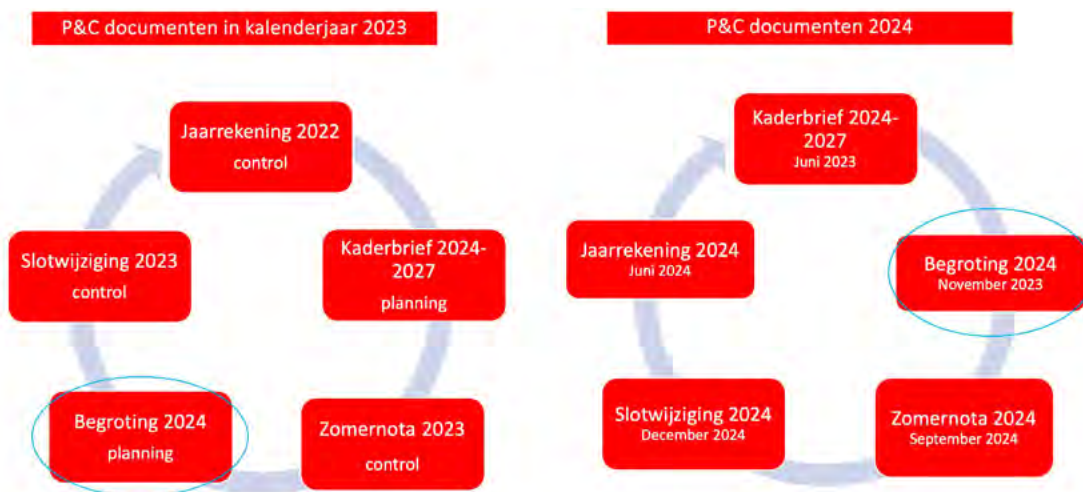 P&C documenten in kalenderjaar 2023
Jaarrekening 2022
control
Kaderbrief 2024-
2027
planning
Zomernota 2023
control
Begroting 2024
planning
Slotwijziging 2023
control
P&C documenten 2024
Kaderbrief 2024-
2027
Juni 2023
Begroting 2024
November 2023
Zomernota 2024
September 2024
Slotwijziging 2024
December 2024
Jaarrekening 2024
Juni 2024